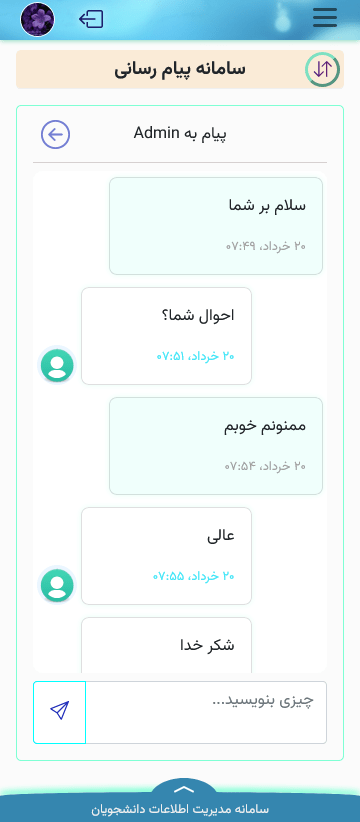 سامانه پیام رسانی
پیام به Admin
سلام بر شما
۲۰ خرداد، ۰۷:۴۹
احوال شما؟
۲۰ خرداد، ۰۷:۵۱
ممنونم خوبم
۲۰ خرداد، ۰۷:۵۴
عالی
۲۰ خرداد، ۰۷:۵۵
شکر خدا
چیزی بنویسید...
سامانه مدیریت اطلاعات دانشجویان